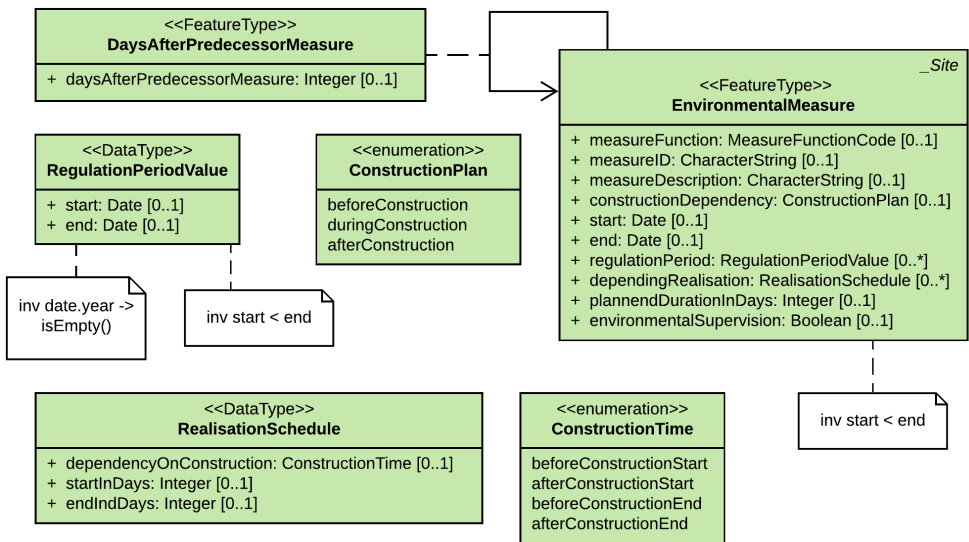 <<FeatureType>>
DaysAfterPredecessorMeasure
+ daysAfterPredecessorMeasure: Integer [0..1]
_Site
<<FeatureType>>
EnvironmentalMeasure
+ measureFunction: MeasureFunctionCode [0..1]
+ measureID: CharacterString [0..1]
+ measureDescription: CharacterString [0..1]
+ constructionDependency: ConstructionPlan [0..1]
+ start: Date [0..1]
+ end: Date [0..1]
+ regulationPeriod: RegulationPeriodValue [0..*]
+ dependingRealisation: RealisationSchedule [0..*]
+ plannendDurationInDays: Integer [0..1]
+ environmentalSupervision: Boolean [0..1]
<<DataType>>
RegulationPeriodValue
+ start: Date [0..1]
+ end: Date [0..1]
<<enumeration>>
ConstructionPlan
beforeConstruction
duringConstruction
afterConstruction
inv date.year ->
isEmpty()
inv start < end
<<DataType>>
RealisationSchedule
+ dependencyOnConstruction: ConstructionTime [0..1]
+ startInDays: Integer [0..1]
+ endIndDays: Integer [0..1]
<<enumeration>>
ConstructionTime
beforeConstructionStart
afterConstructionStart
beforeConstructionEnd
afterConstructionEnd
inv start < end